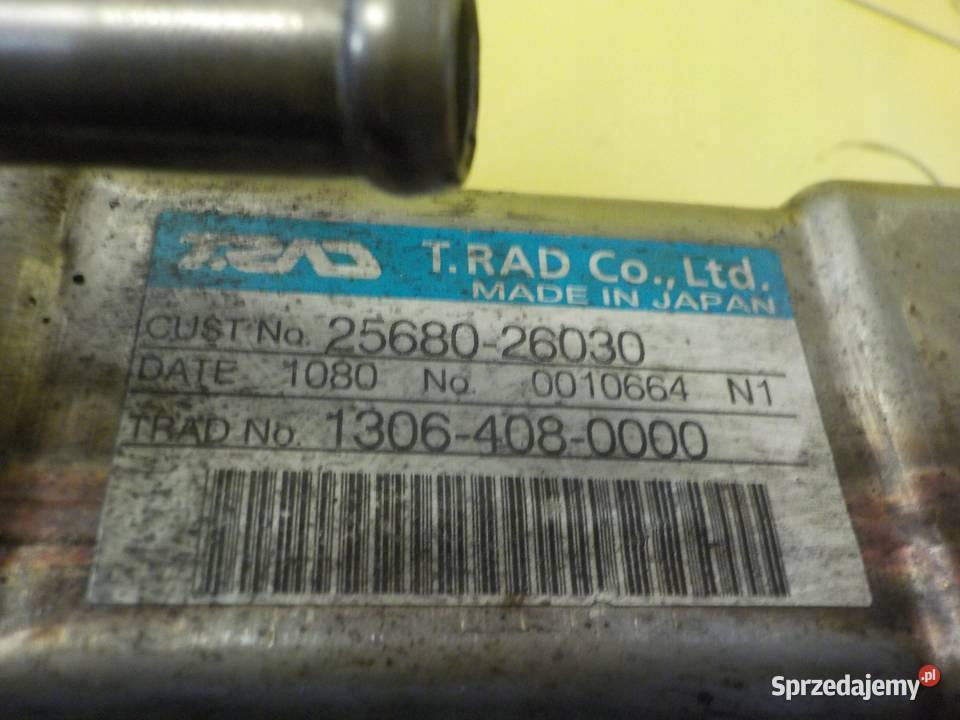 T.RAD T.RAD Co., Ltd.
MADE IN JAPAN
CUST No. 25680-26030
DATE 1080 No. 0010664 N1
TRAD No. 1306-408-0000
Sprzedajemy.pl